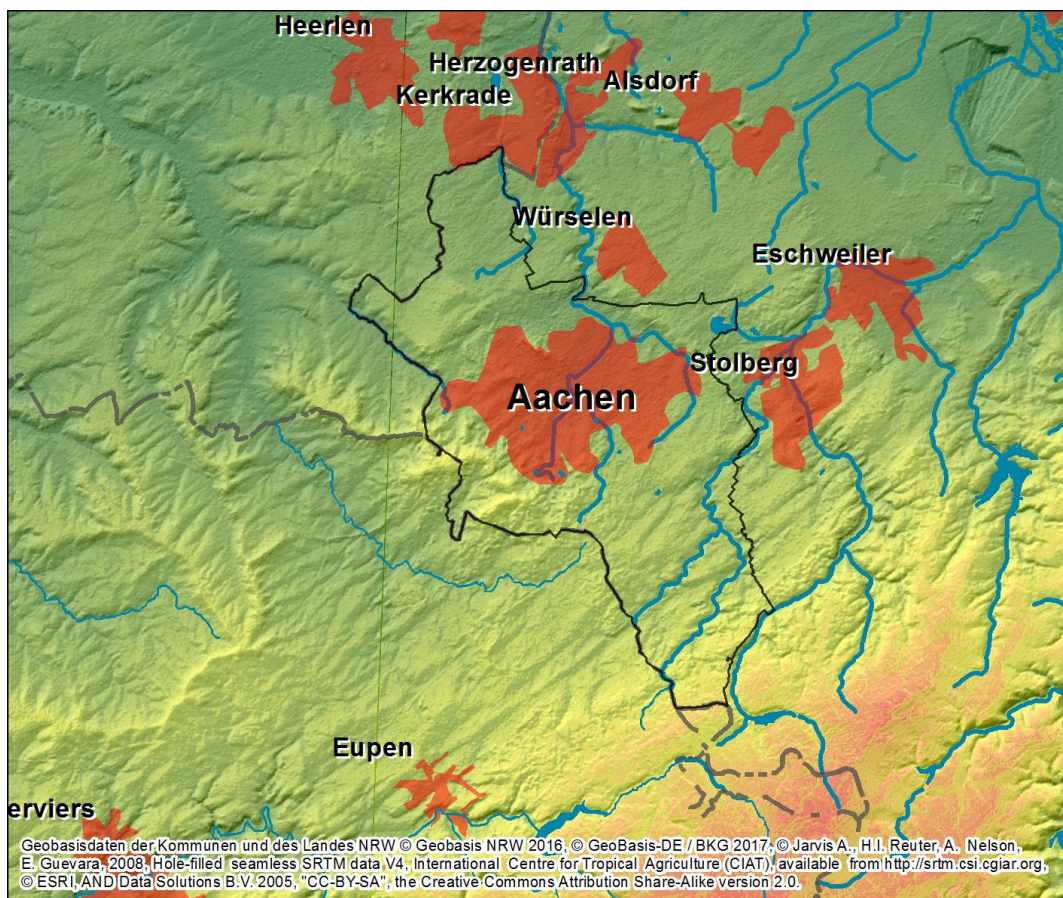 Heerlen
Herzogenrath
Alsdorf
Kerkrade
Würselen
Eschweiler
Stolberg
Aachen
Eupen
erviers
Geobasisdaten der Kommunen und des Landes NRW © Geobasis NRW 2016, © GeoBasis-DE / BKG 2017, © Jarvis A., H.I. Reuter, A. Nelson,
E. Guevara, 2008, Hole-filled seamless SRTM data V4, International Centre for Tropical Agriculture (CIAT), available from http://srtm.csi.cgiar.org,
© ESRI, AND Data Solutions B.V. 2005, "CC-BY-SA", the Creative Commons Attribution Share-Alike version 2.0.